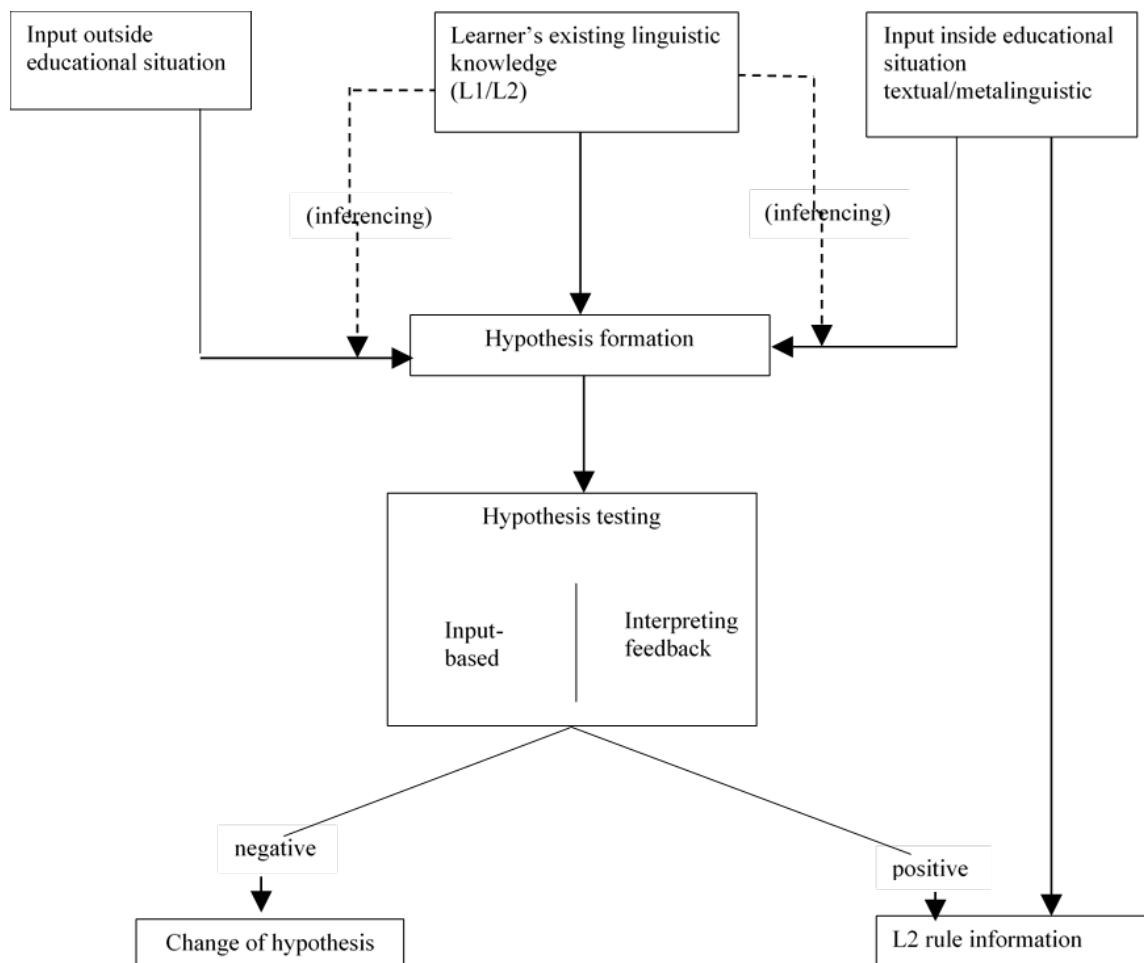 Input outside
educational situation
Learner's existing linguistic
knowledge
(L1/L2)
Input inside educational
situation
textual/metalinguistic
(inferencing)
(inferencing)
Hypothesis formation
Hypothesis testing
Input-
based
Interpreting
feedback
negative
positive
Change of hypothesis
L2 rule information